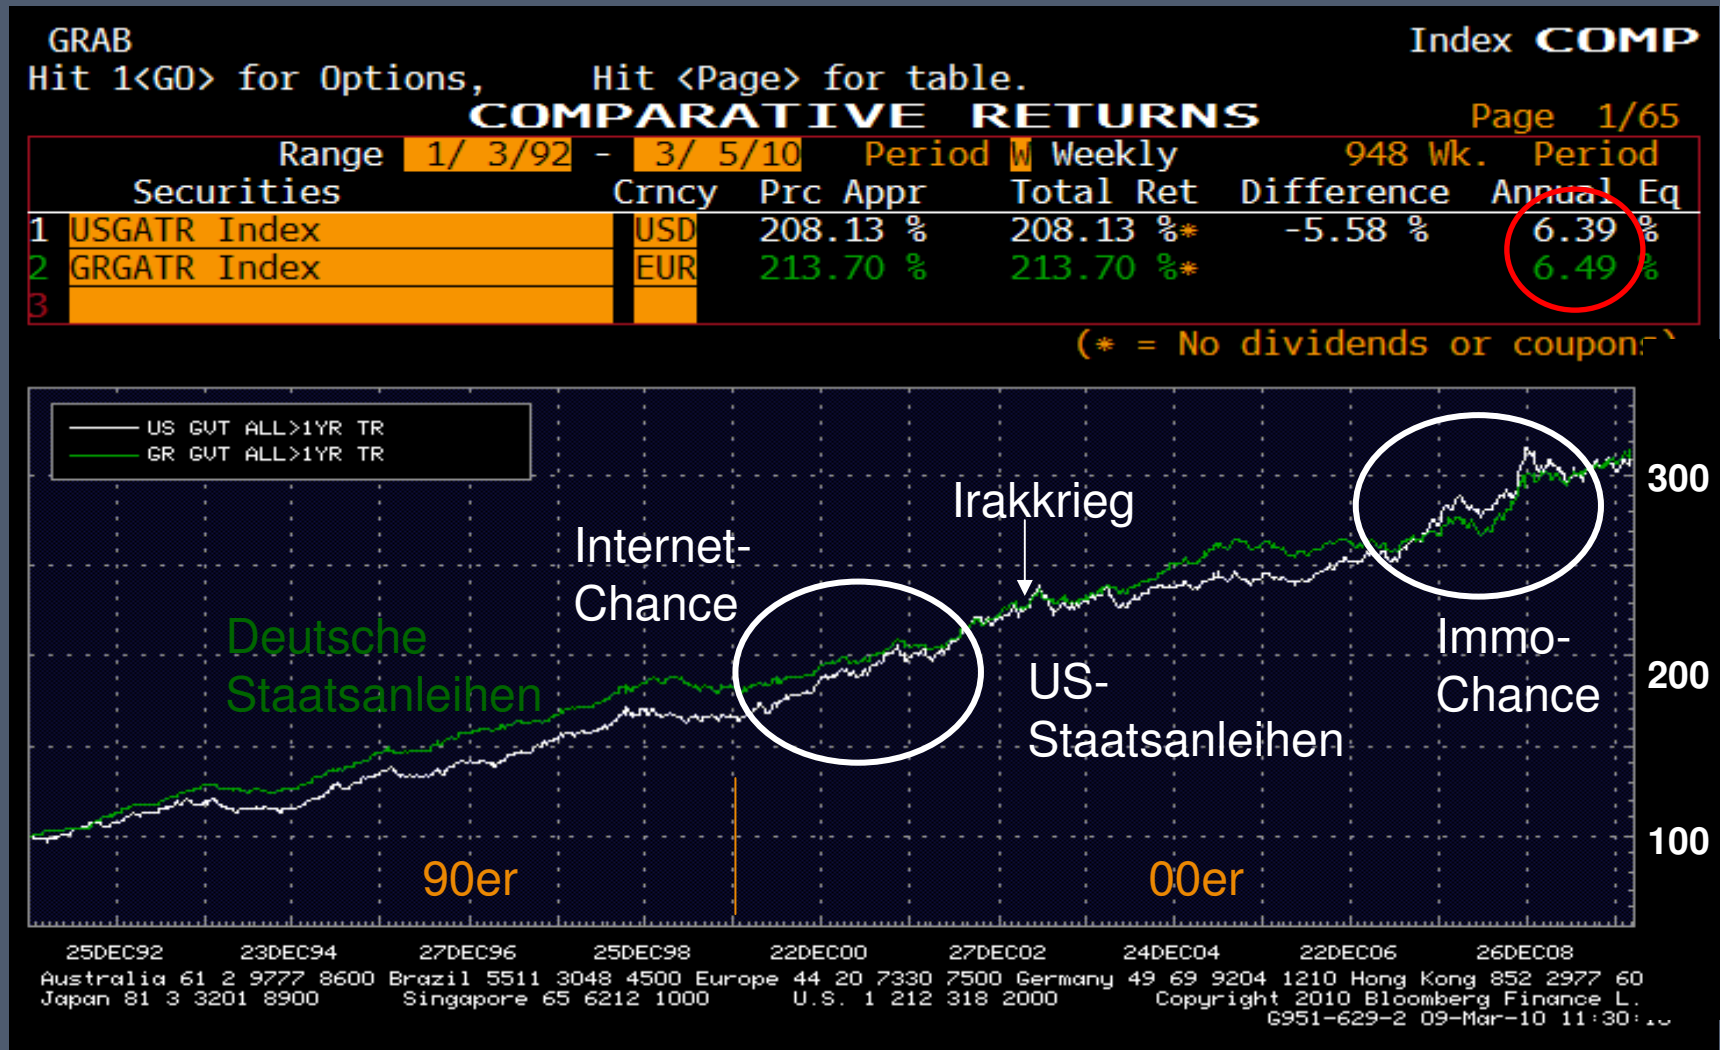 GRAB Index COMP
Hit 1<GO> for Options, Hit <Page> for table.
COMPARATIVE RETURNS Page 1/65
Range 1/ 3/92 - 3/ 5/10 Period W Weekly 948 Wk. Period
Securities Crncy Prc Appr Total Ret Difference Annual Eq
1 USGATR Index USD 208.13 % 208.13 %* -5.58 % 6.39 %
2 GRGATR Index EUR 213.70 % 213.70 %* 6.49 %
3
(* = No dividends or coupons)
US GVT ALL>1YR TR
GR GVT ALL>1YR TR
300
Irakkrieg
Internet-
Chance
Deutsche
Staatsanleihen
US-
Staatsanleihen
Immo-
Chance
200
100
90er 00er
25DEC92 23DEC94 27DEC96 25DEC98 22DEC00 27DEC02 24DEC04 22DEC06 26DEC08
Australia 61 2 9777 8600 Brazil 5511 3048 4500 Europe 44 20 7330 7500 Germany 49 69 9204 1210 Hong Kong 852 2977 60
Japan 81 3 3201 8900 Singapore 65 6212 1000 U.S. 1 212 318 2000 Copyright 2010 Bloomberg Finance L.
G951-629-2 09-Mar-10 11:30: